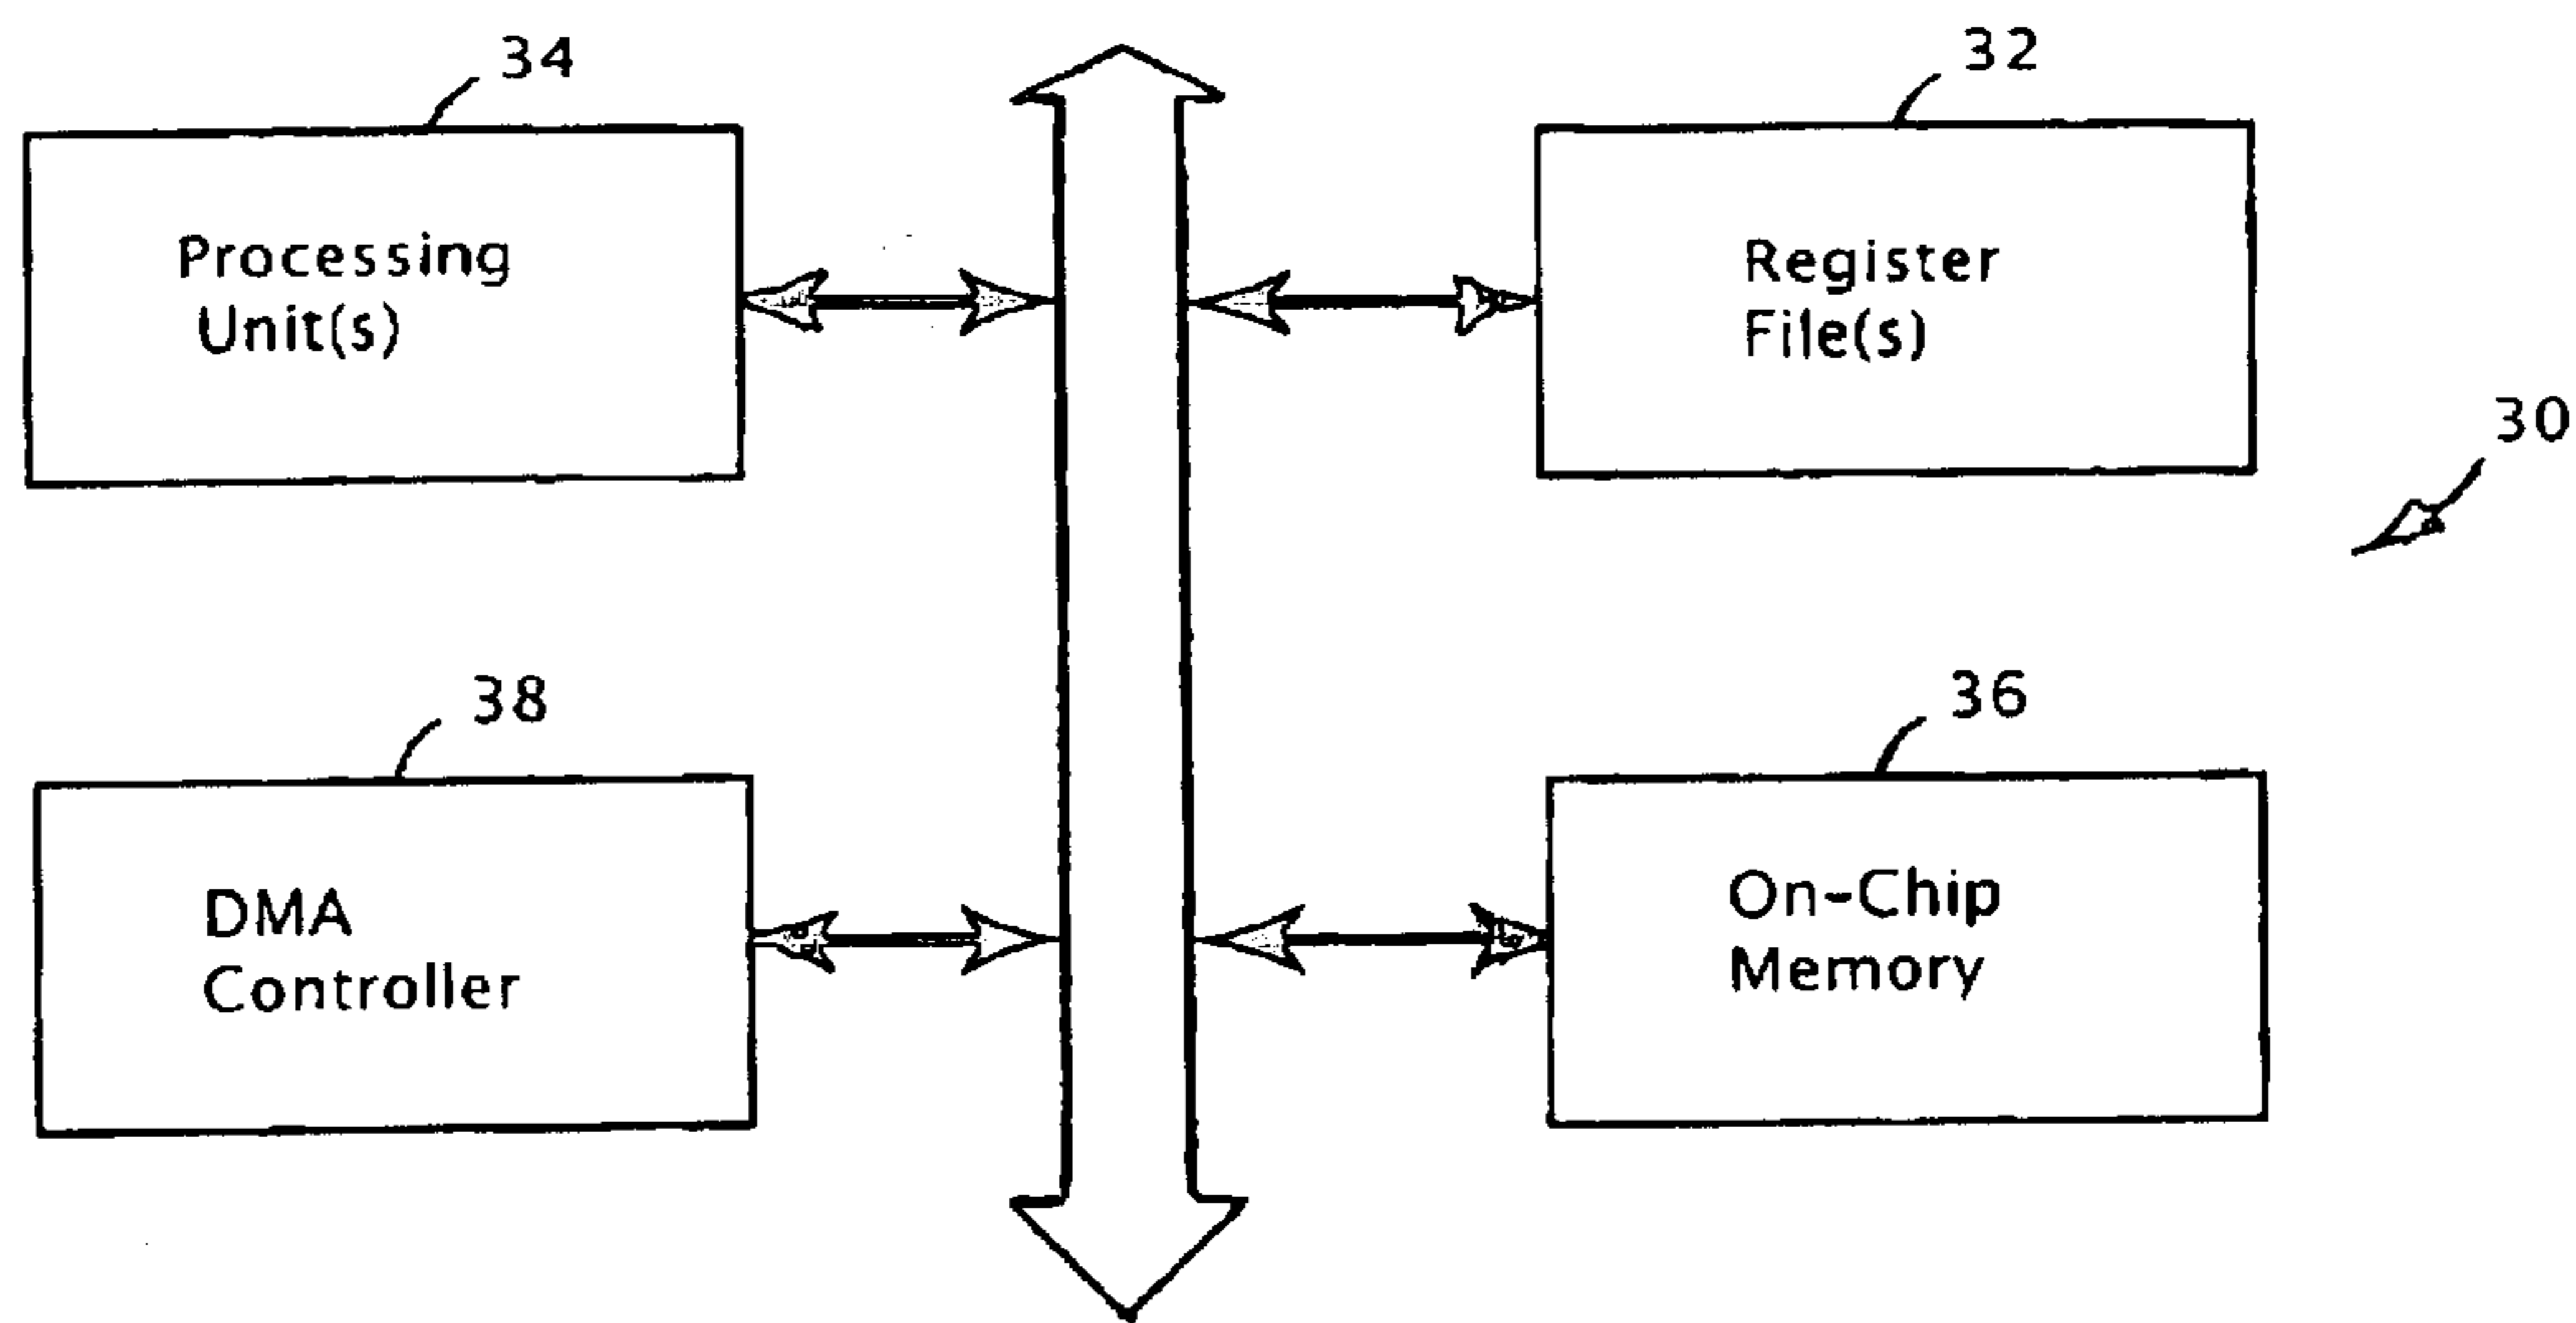 34
32
Processing
Unit(s)
Register
File(s)
30
38
36
DMA
Controller
On-Chip
Memory